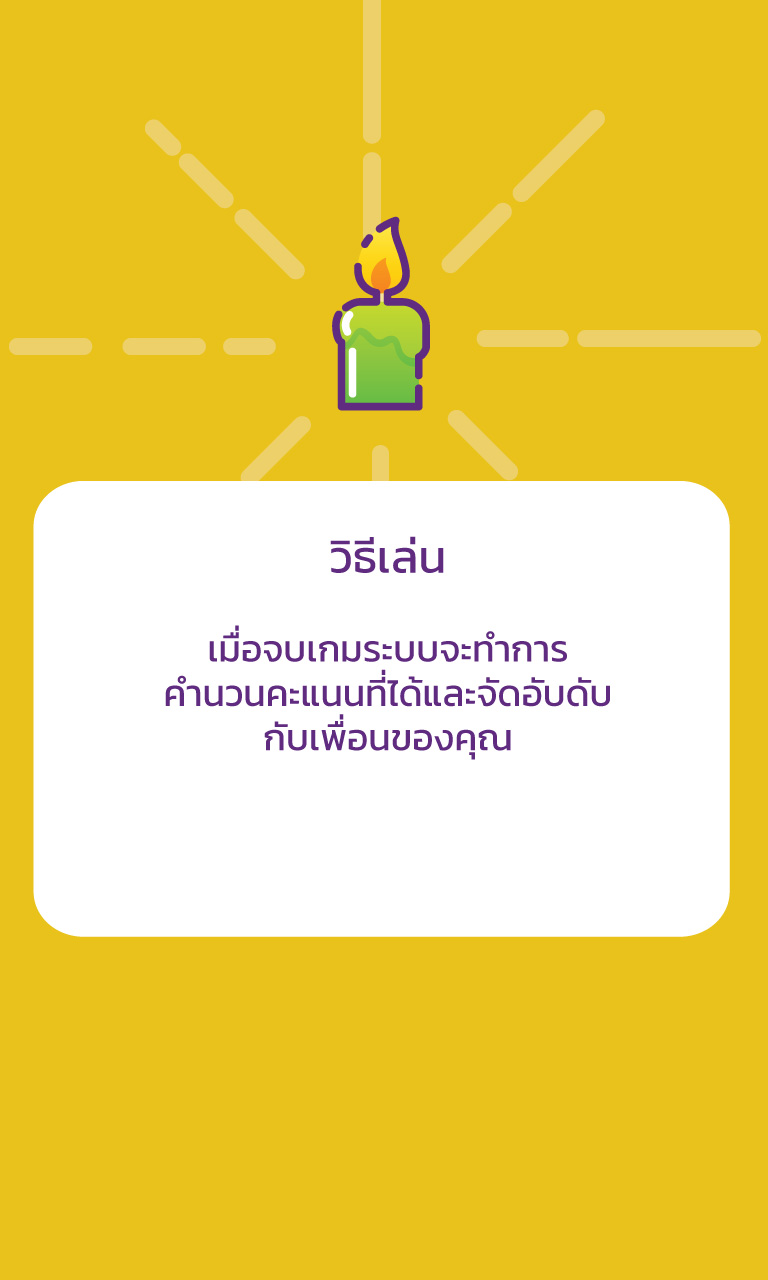 วิธีเล่น
เมื่อจบเกมระบบจะทำการ
คำนวนคะแนนที่ได้และจัดอับดับ
กับเพื่อนของคุณ